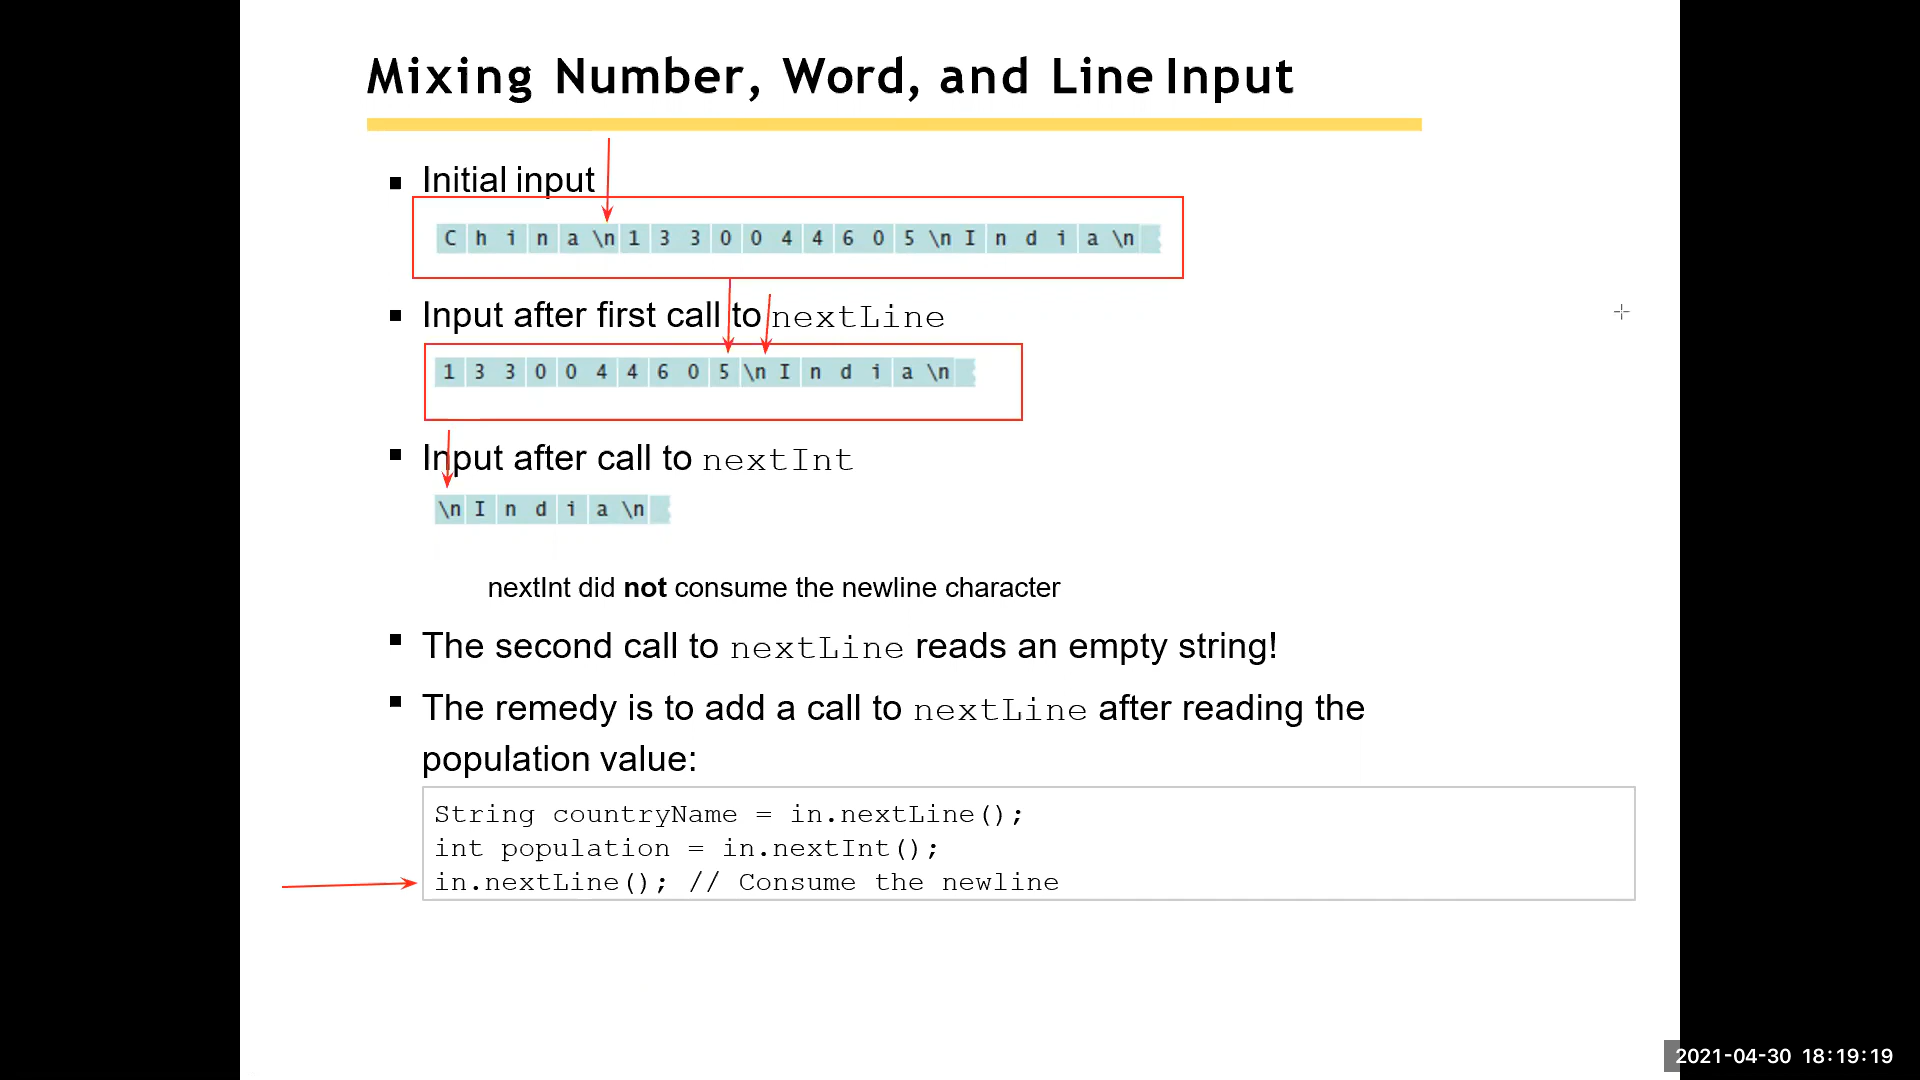 Mixing Number, Word, and Line Input
▪ Initial input
C h i n a \n 1 3 3 0 0 4 4 6 0 5 \n I n d i a \n
▪ Input after first call to nextLine
1 3 3 0 0 4 4 6 0 5 \n I n d i a \n
▪ Input after call to nextInt
\n I n d i a \n
nextInt did not consume the newline character
▪ The second call to nextLine reads an empty string!
▪ The remedy is to add a call to nextLine after reading the
population value:
String countryName = in.nextLine();
int population = in.nextInt();
in.nextLine(); // Consume the newline
2021-04-30 18:19:19